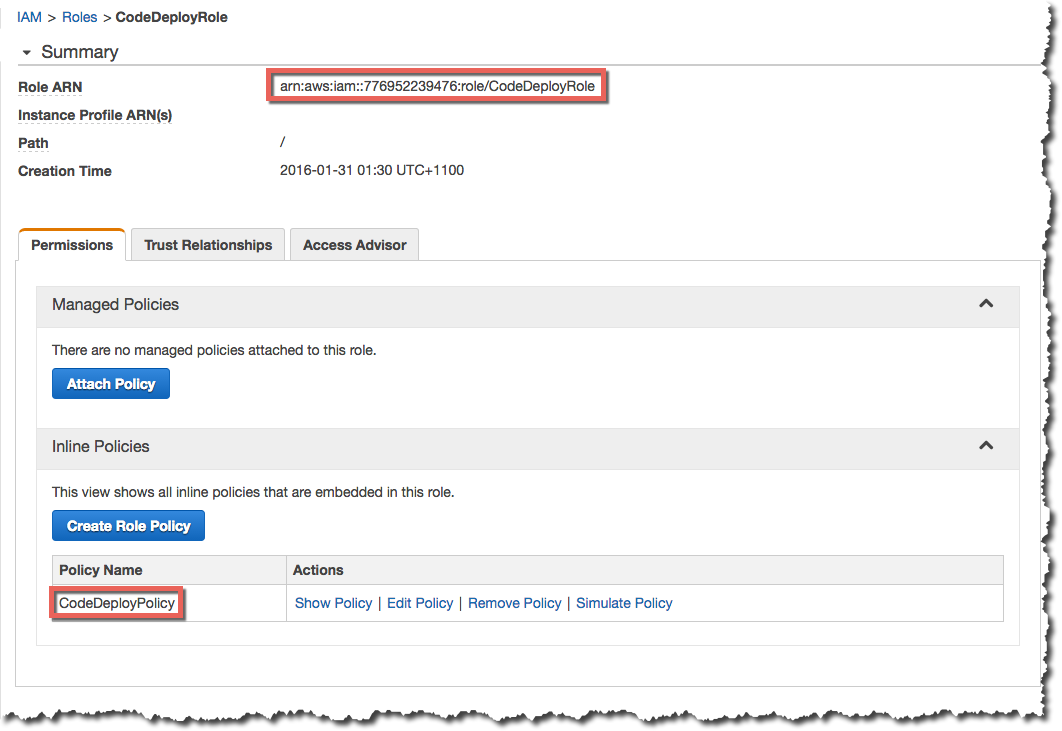 IAM > Roles > CodeDeployRole
Summary
Role ARN arn:aws:iam::776952239476:role/CodeDeployRole
Instance Profile ARN(s)
Path /
Creation Time 2016-01-31 01:30 UTC+1100
Permissions Trust Relationships Access Advisor
Managed Policies
There are no managed policies attached to this role.
Attach Policy
Inline Policies
This view shows all inline policies that are embedded in this role.
Create Role Policy
Policy Name Actions
CodeDeployPolicy Show Policy | Edit Policy | Remove Policy | Simulate Policy